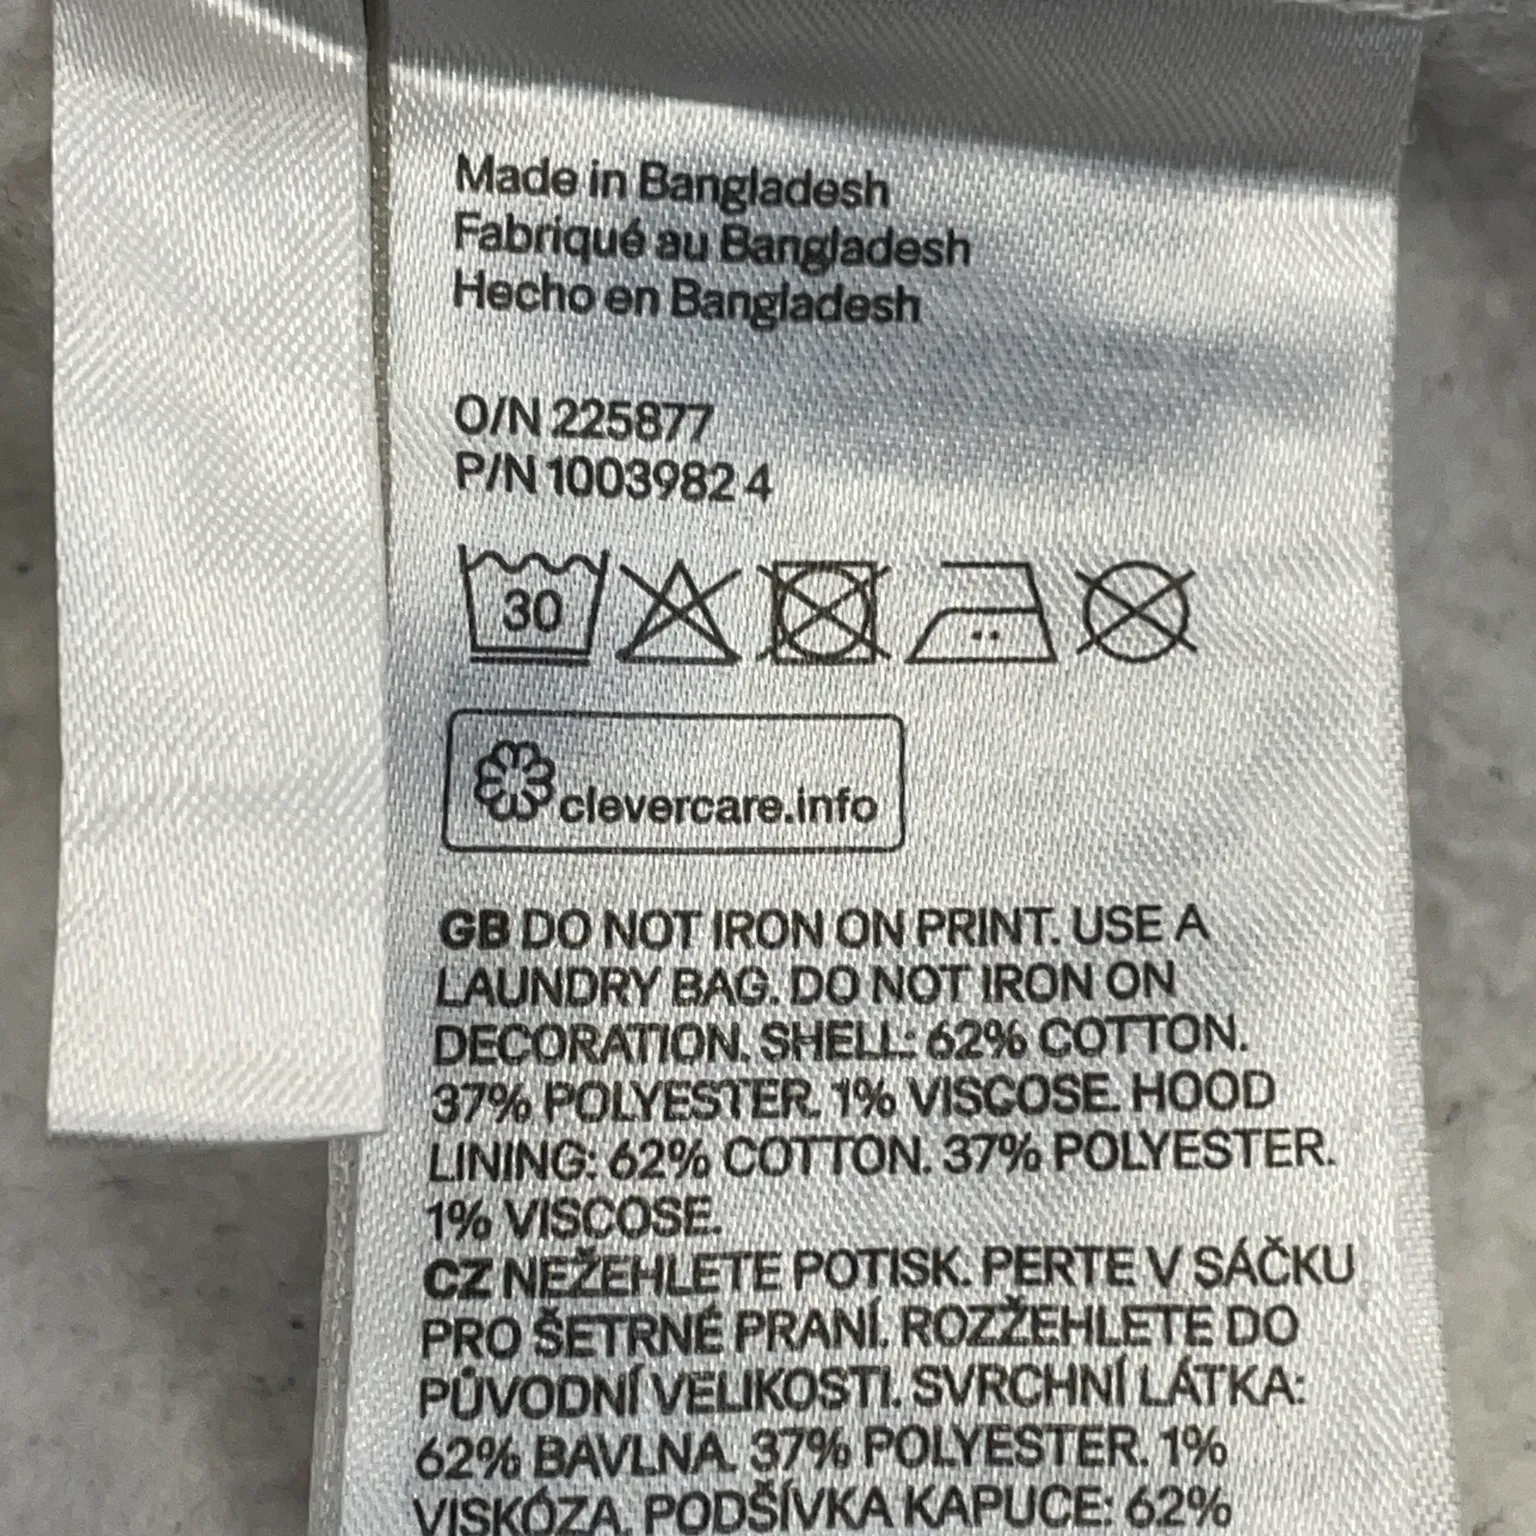 Made in Bangladesh
Fabriqué au Bangladesh
Hecho en Bangladesh
O/N 225877
P/N 1003982 4
30
clevercare.info
GB DO NOT IRON ON PRINT. USE A
LAUNDRY BAG. DO NOT IRON ON
DECORATION. SHELL: 62% COTTON.
37% POLYESTER. 1% VISCOSE. HOOD
LINING: 62% COTTON. 37% POLYESTER.
1% VISCOSE.
CZ NEŽEHLETE POTISK. PERTE V SÁČKU
PRO ŠETRNÉ PRANÍ. ROZŽEHLETE DO
PŮVODNÍ VELIKOSTI. SVRCHNÍ LÁTKA:
62% BAVLNA. 37% POLYESTER. 1%
VISKÓZA. PODŠÍVKA KAPUCE: 62%